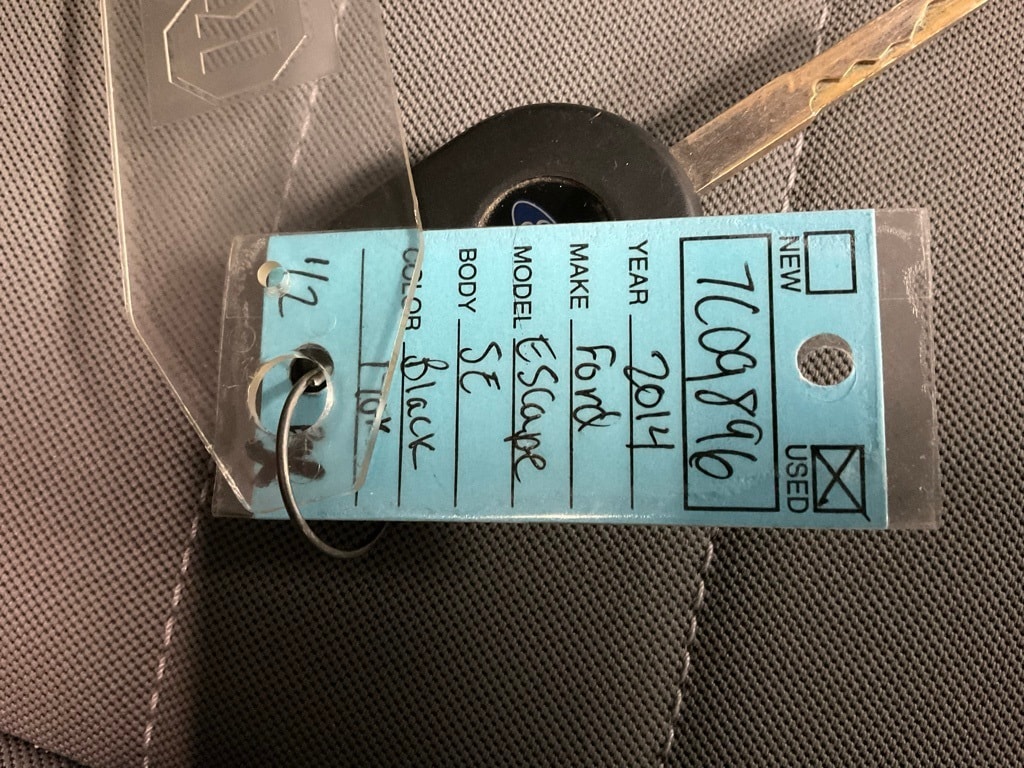 NEW USED
7C09896
YEAR 2014
MAKE Ford
MODEL ESCape
BODY SE
COLOR Black
1/2